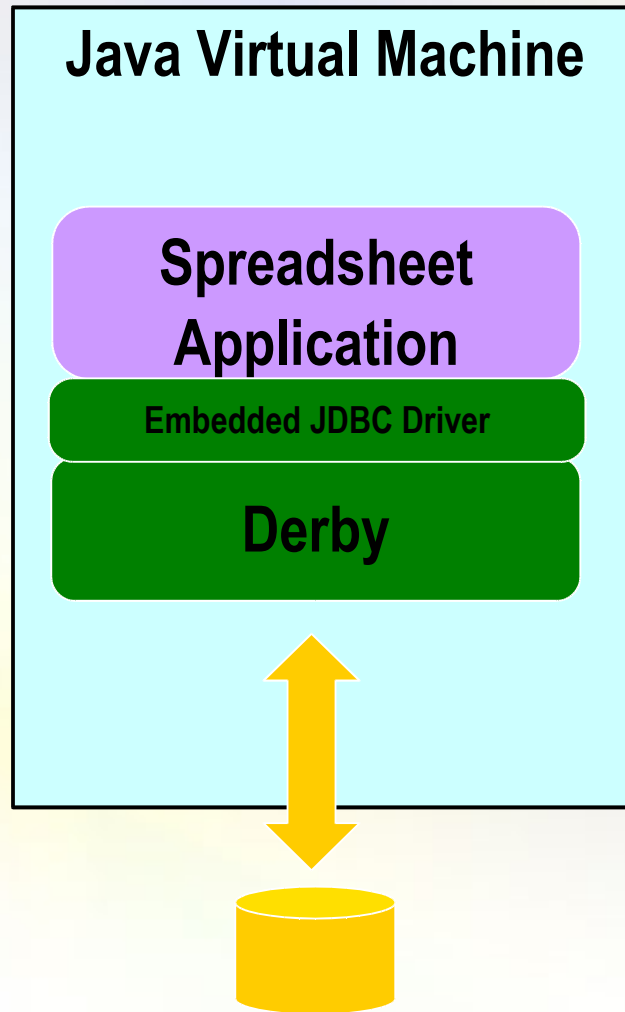 Java Virtual Machine
Spreadsheet
Application
Embedded JDBC Driver
Derby